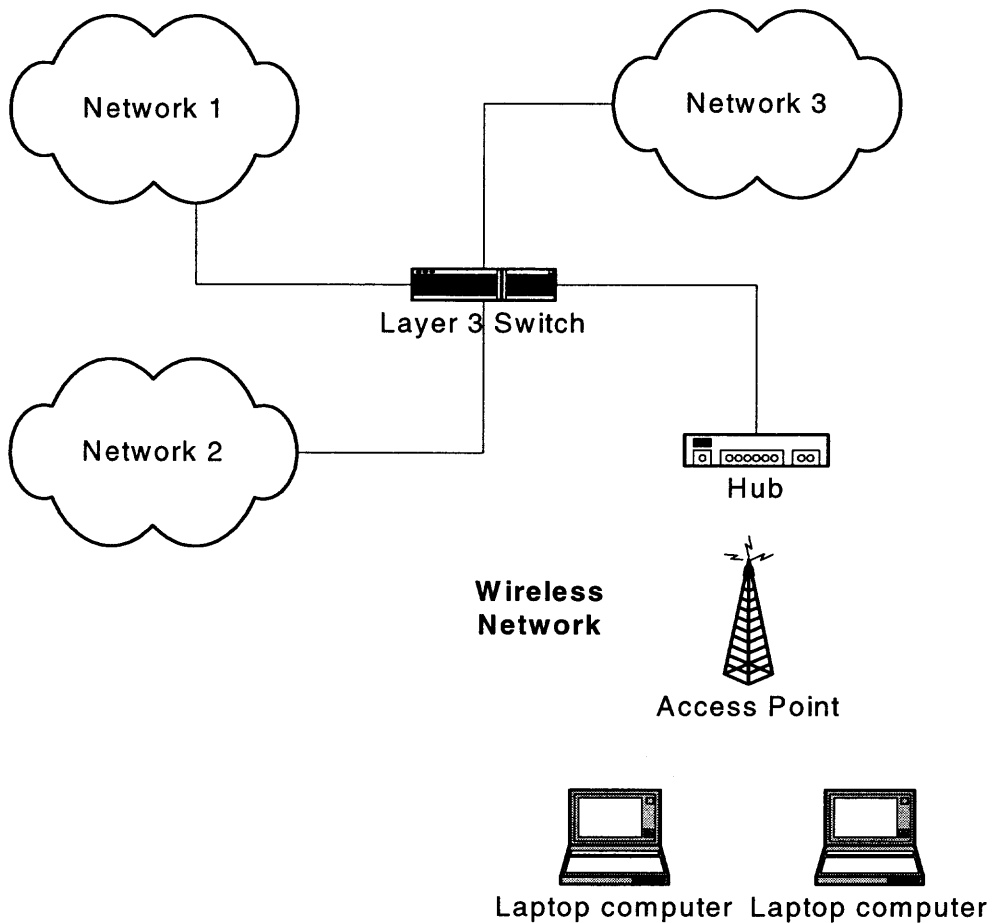 Network 1
Network 3
Layer 3 Switch
Network 2
Hub
Wireless
Network
Access Point
Laptop computer
Laptop computer